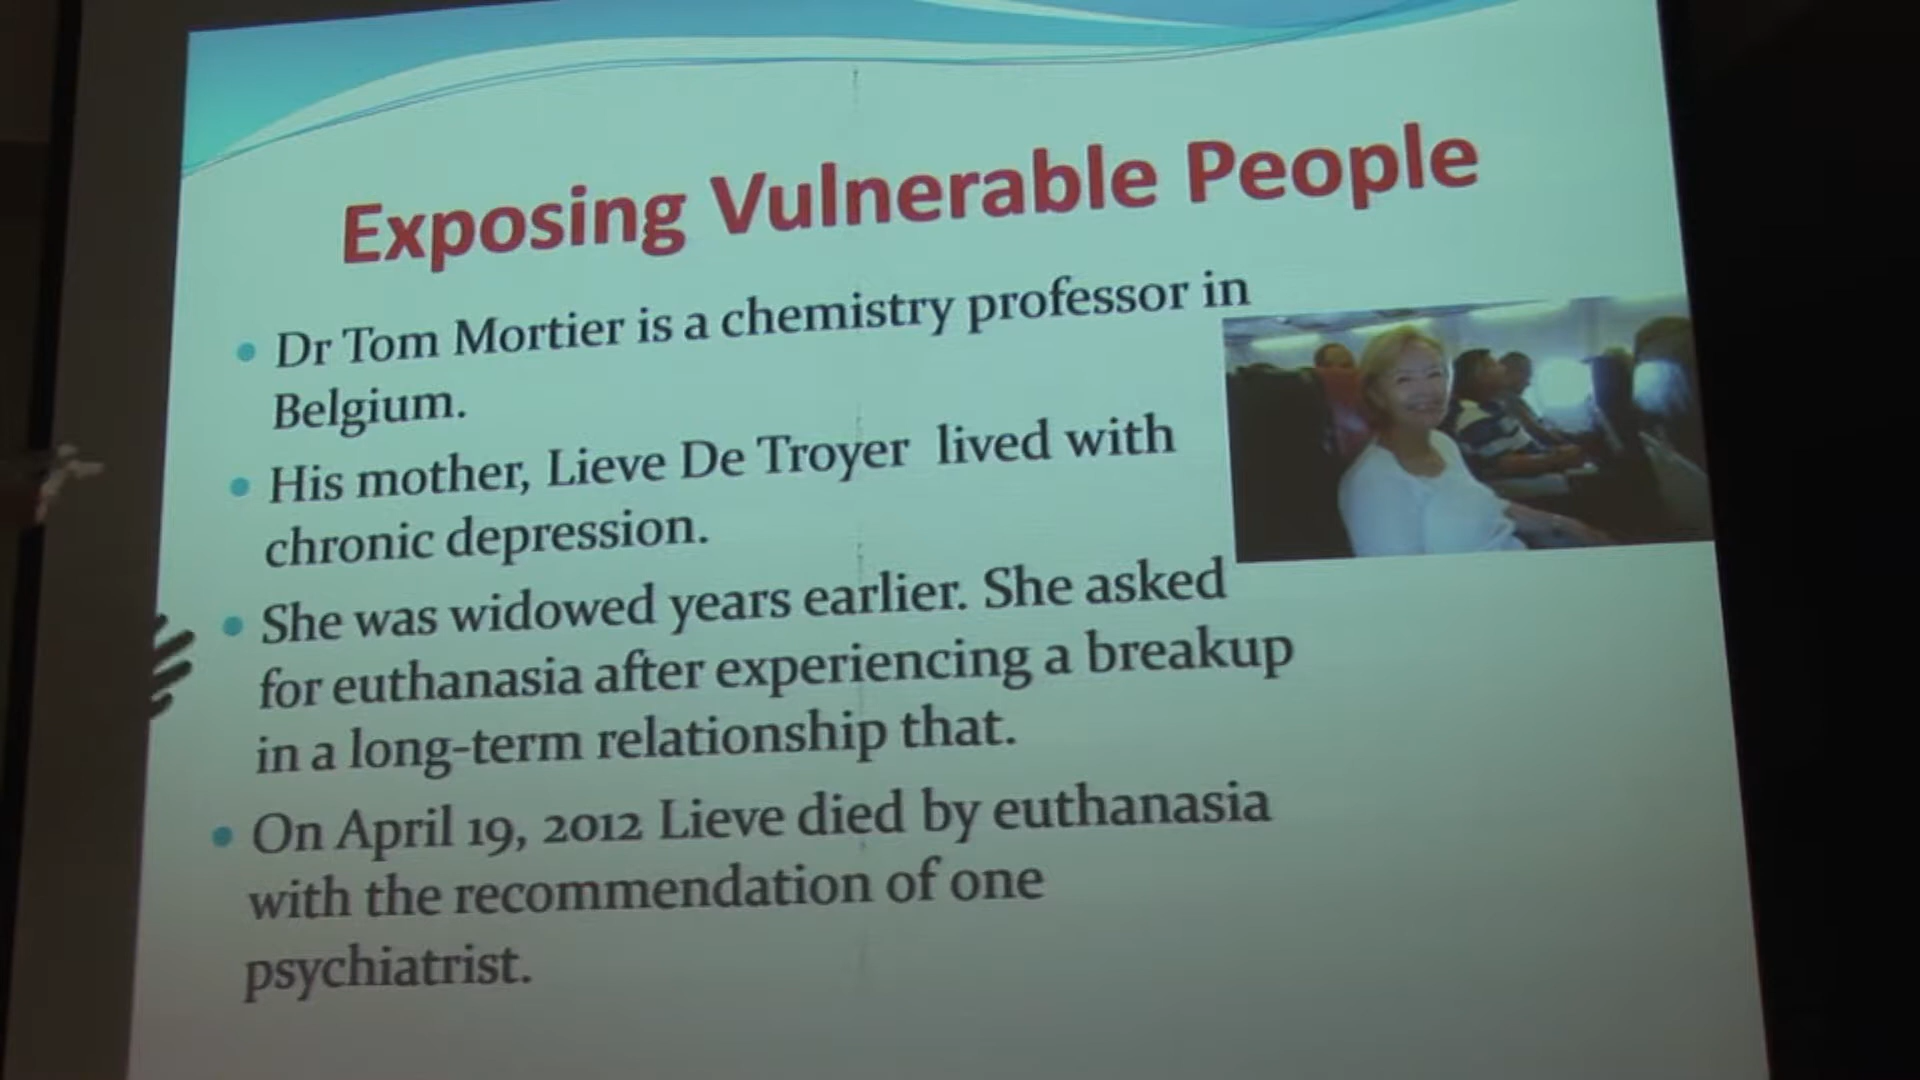 Exposing Vulnerable People
• Dr Tom Mortier is a chemistry professor in
Belgium.
• His mother, Lieve De Troyer lived with
chronic depression.
• She was widowed years earlier. She asked
for euthanasia after experiencing a breakup
in a long-term relationship that.
• On April 19, 2012 Lieve died by euthanasia
with the recommendation of one
psychiatrist.